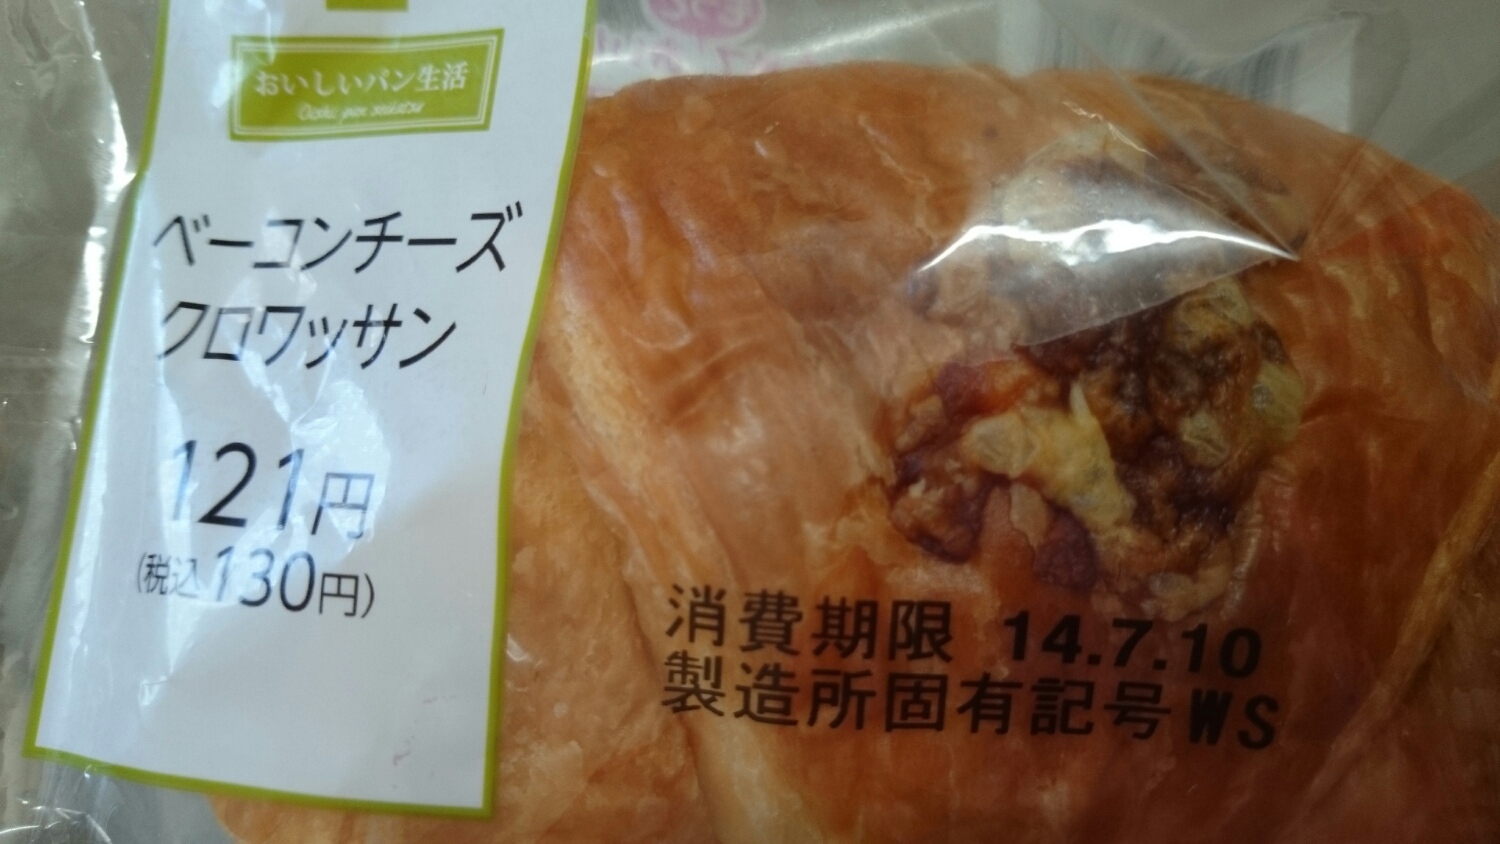 おいしいパン生活
Oishii pan seikatsu
ベーコンチーズ
クロワッサン
121円
(税込130円)
消費期限 14.7.10
製造所固有記号WS